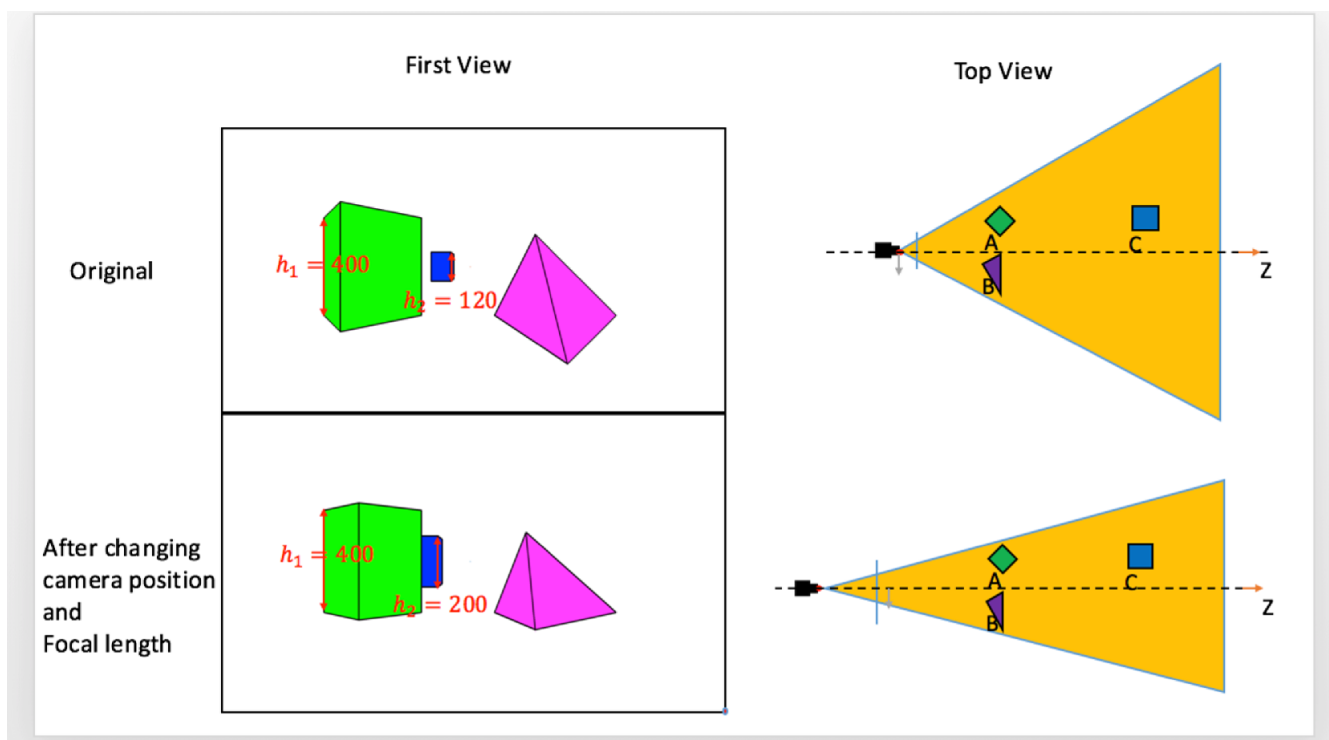 First View
Top View
Original
h₁ = 400
h₂ = 120
A
B
C
Z
After changing
camera position
and
Focal length
h₁ = 400
h₂ = 200
A
B
C
Z